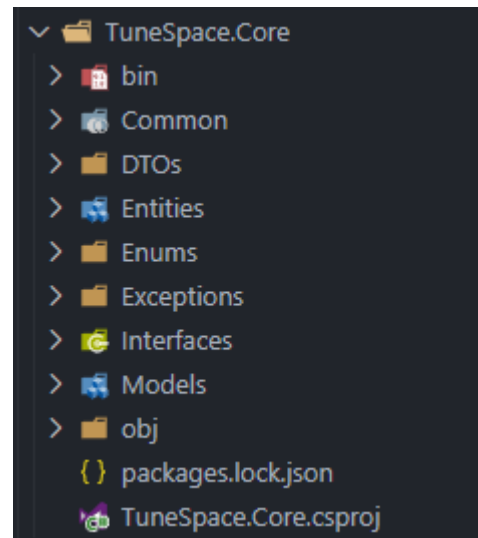 TuneSpace.Core
bin
Common
DTOs
Entities
Enums
Exceptions
Interfaces
Models
obj
{} packages.lock.json
TuneSpace.Core.csproj